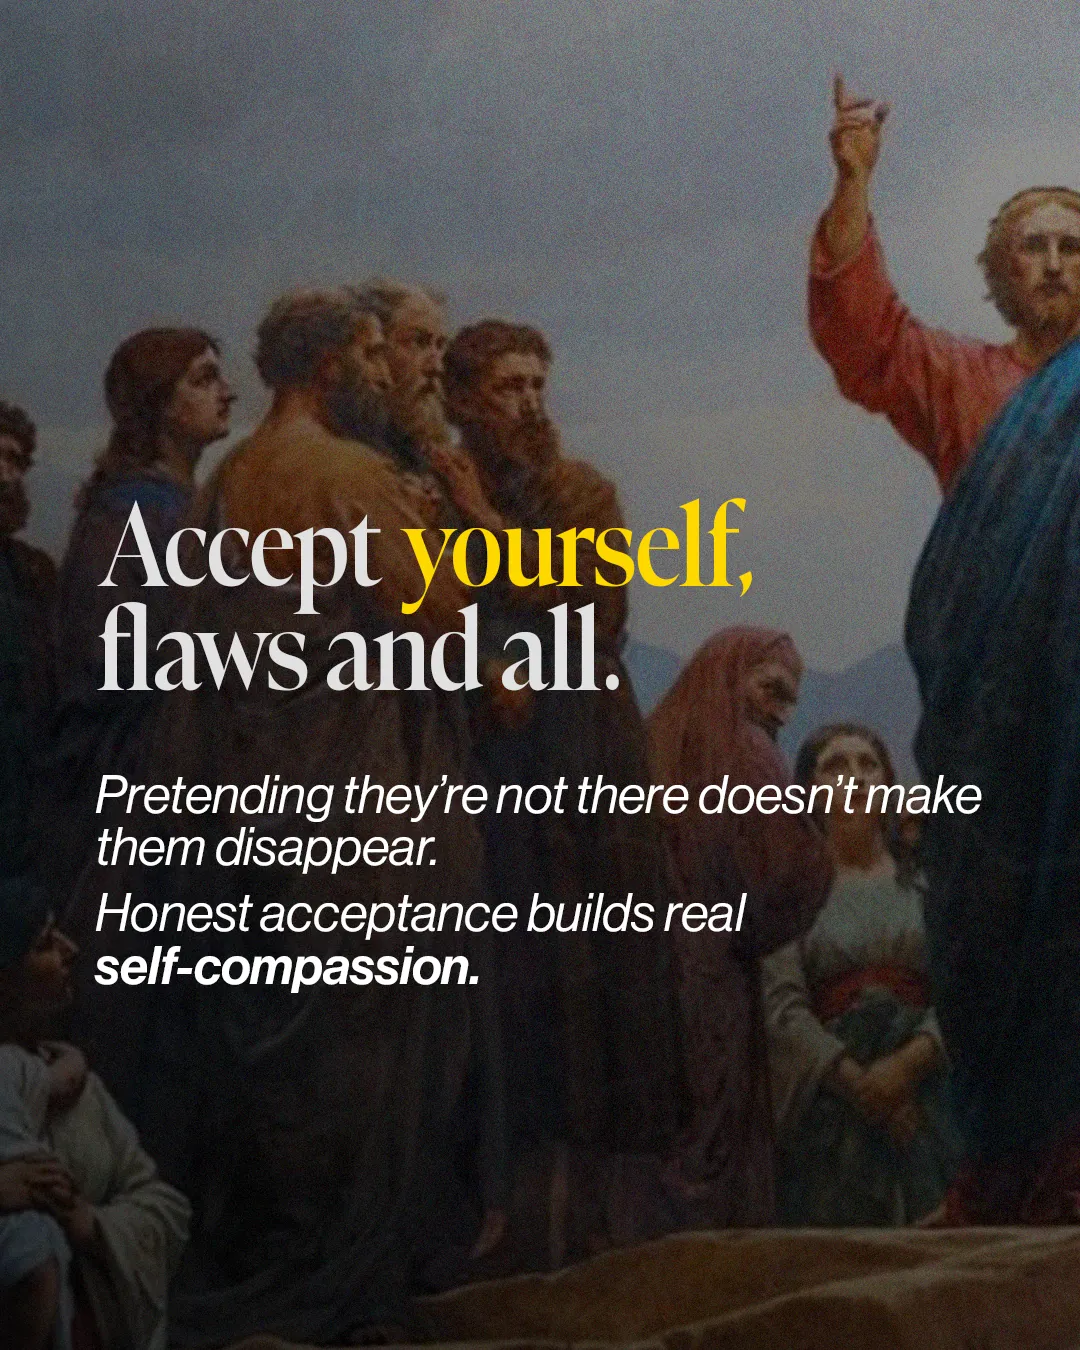 Accept yourself,
flaws and all.
Pretending they’re not there doesn’t make
them disappear.
Honest acceptance builds real
self-compassion.